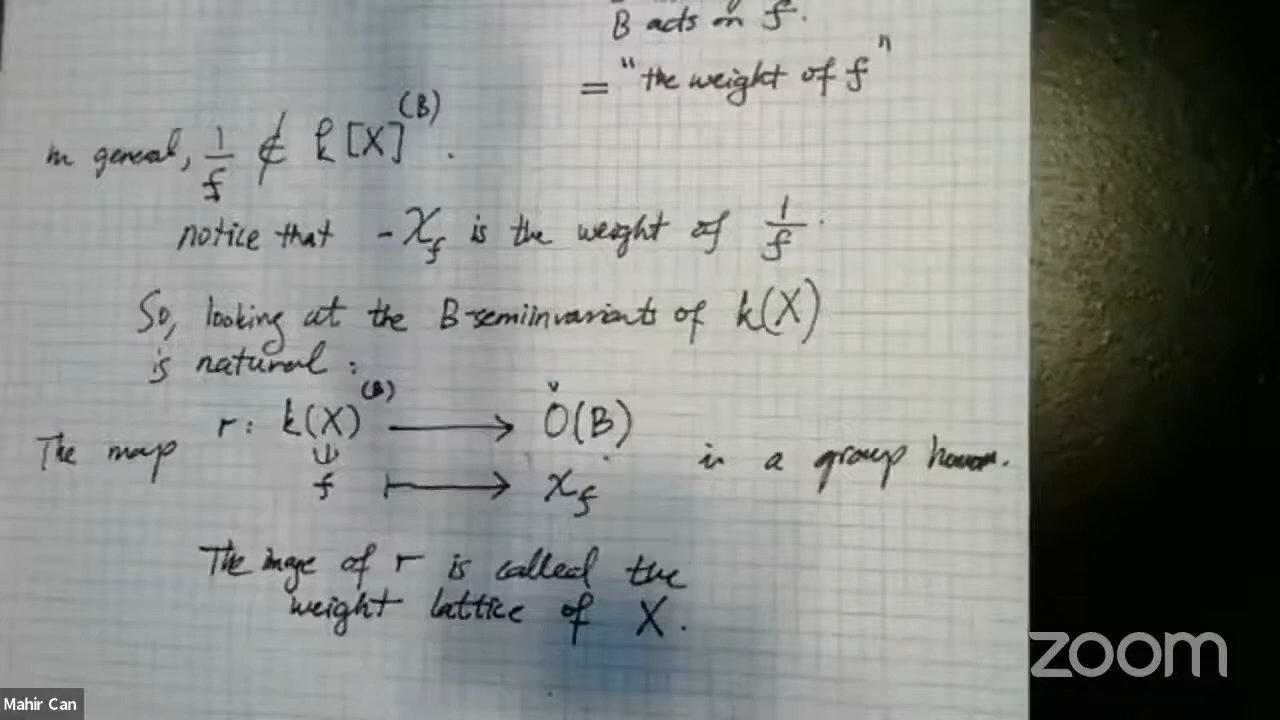 B acts on f.
= "the weight of f"
in general, 1/f ∉ k[X]^(B).
notice that -χ_f is the weight of 1/f.
So, looking at the B-semiinvariants of k(X)
is natural:
The map r: k(X)^(B) ⟶ X̌(B) is a group homom.
f ⟼ χ_f
The image of r is called the
weight lattice of X.
zoom
Mahir Can